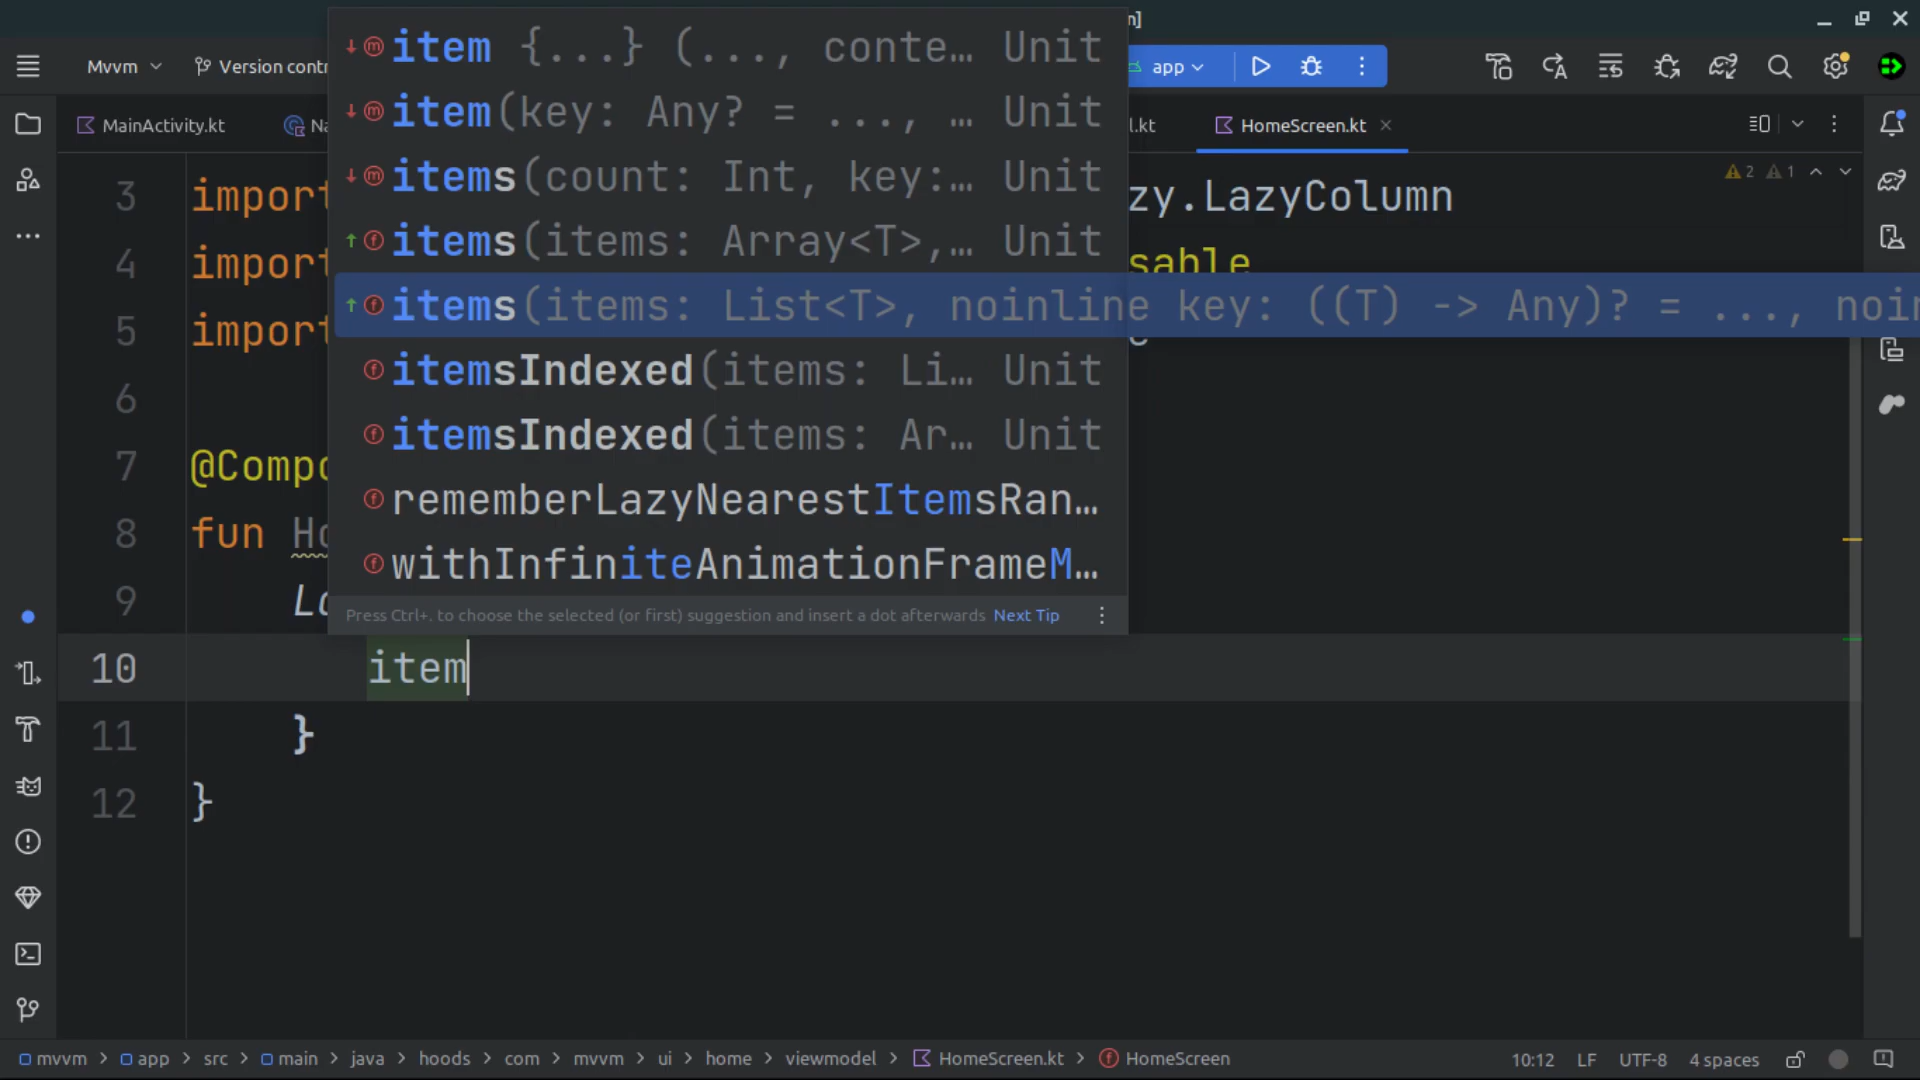 n]
Mvvm
Version contr
app
MainActivity.kt
Na
l.kt
HomeScreen.kt
item {...} (..., conte… Unit
item(key: Any? = ..., … Unit
items(count: Int, key:… Unit
items(items: Array<T>,… Unit
items(items: List<T>, noinline key: ((T) -> Any)? = ..., noin
itemsIndexed(items: Li… Unit
itemsIndexed(items: Ar… Unit
rememberLazyNearestItemsRan…
withInfiniteAnimationFrameM…
Press Ctrl+. to choose the selected (or first) suggestion and insert a dot afterwards Next Tip
2
1
3 import zy.LazyColumn
4 import sable
5 import
6
7 @Compo
8 fun Ho
9 La
10 item
11 }
12 }
mvvm > app > src > main > java > hoods > com > mvvm > ui > home > viewmodel > HomeScreen.kt > HomeScreen
10:12 LF UTF-8 4 spaces